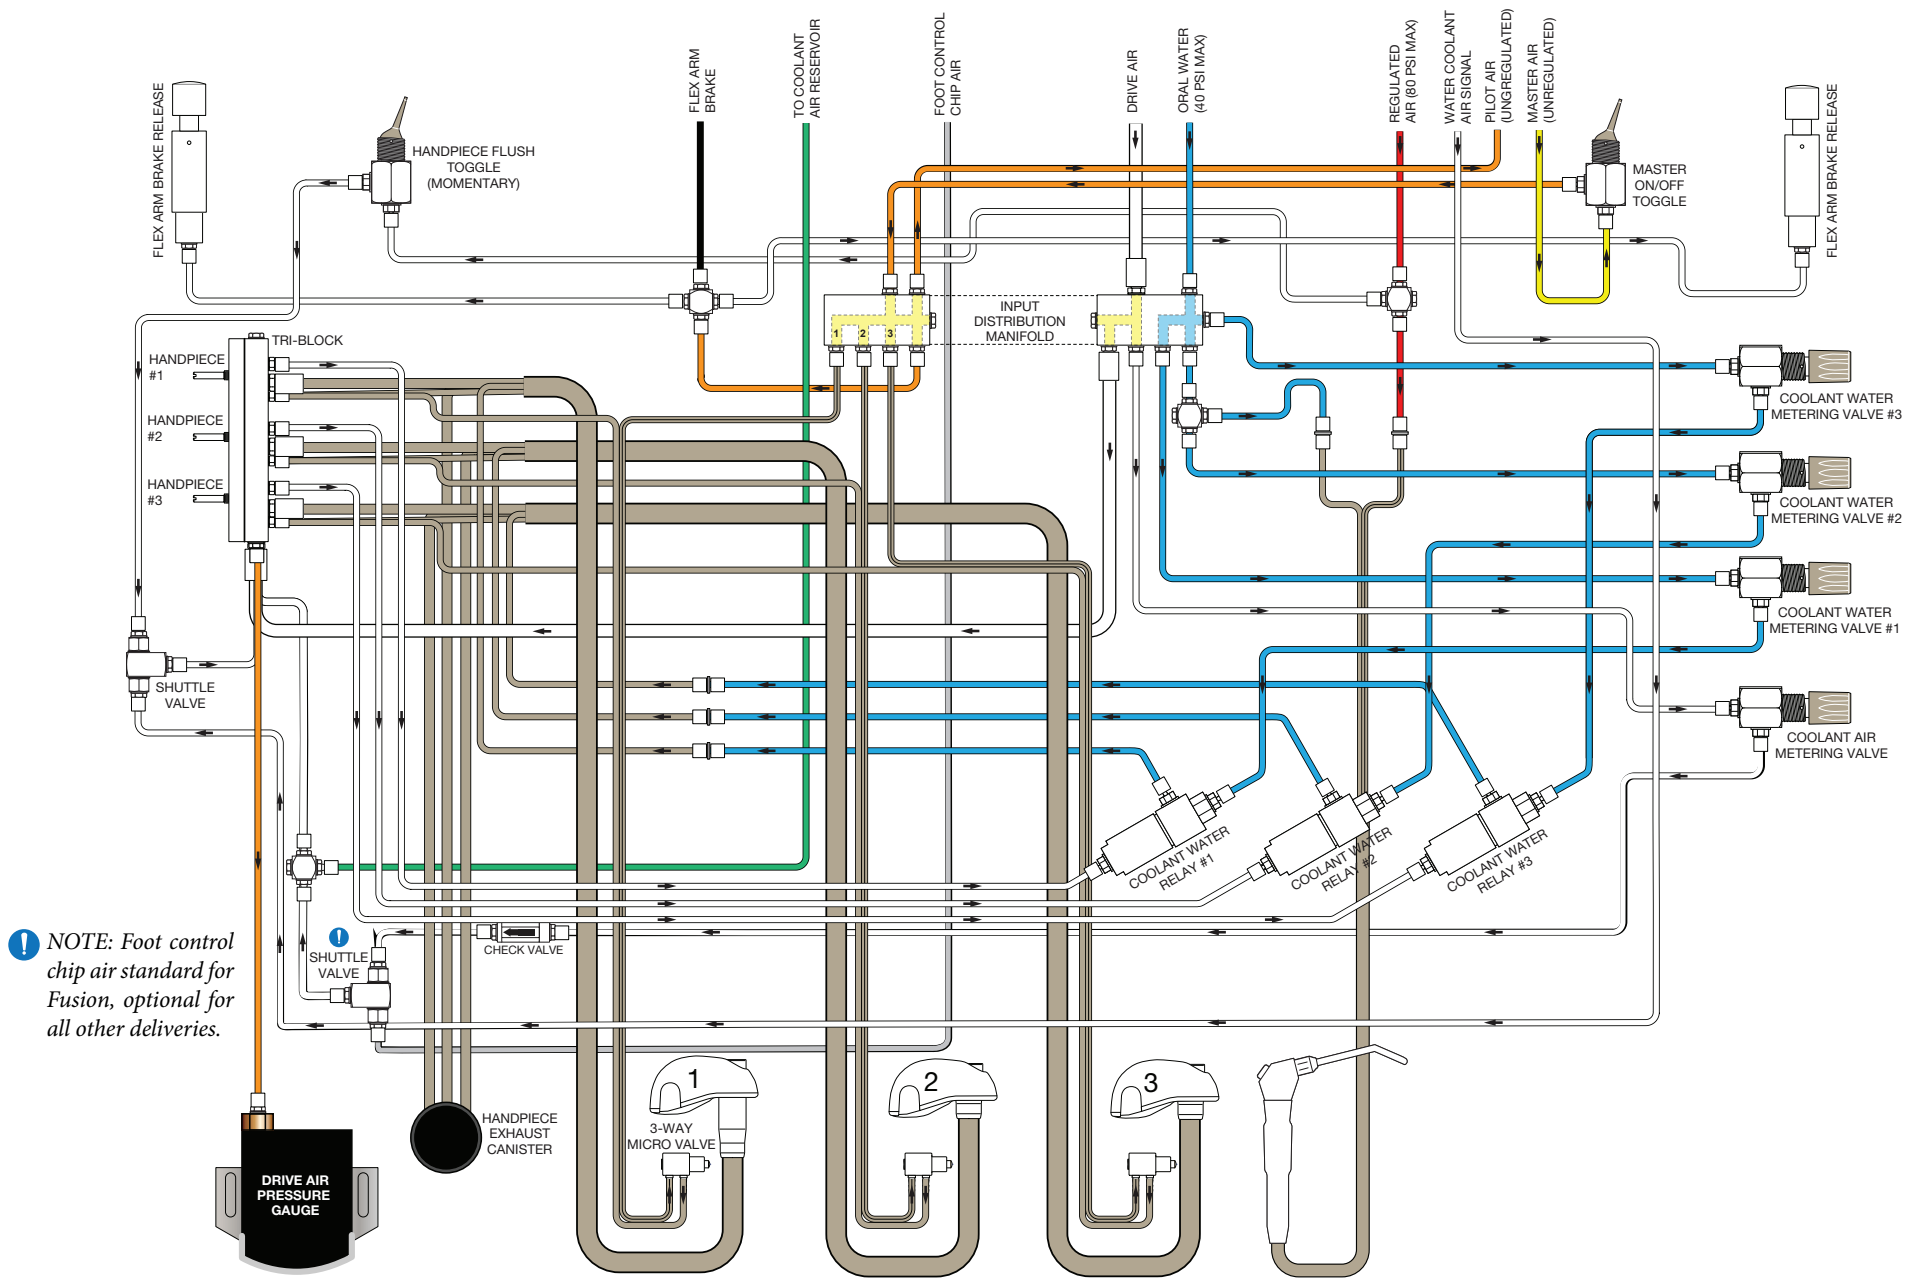 FLEX ARM BRAKE RELEASE
HANDPIECE FLUSH
TOGGLE
(MOMENTARY)
FLEX ARM
BRAKE
TO COOLANT
AIR RESERVOIR
FOOT CONTROL
CHIP AIR
DRIVE AIR
ORAL WATER
(40 PSI MAX)
REGULATED
AIR (80 PSI MAX)
WATER COOLANT
AIR SIGNAL
PILOT AIR
(UNGREGULATED)
MASTER AIR
(UNREGULATED)
MASTER
ON/OFF
TOGGLE
FLEX ARM BRAKE RELEASE
INPUT
DISTRIBUTION
MANIFOLD
1
2
3
TRI-BLOCK
HANDPIECE
#1
HANDPIECE
#2
HANDPIECE
#3
COOLANT WATER
METERING VALVE #3
COOLANT WATER
METERING VALVE #2
COOLANT WATER
METERING VALVE #1
COOLANT AIR
METERING VALVE
SHUTTLE
VALVE
COOLANT WATER
RELAY #1
COOLANT WATER
RELAY #2
COOLANT WATER
RELAY #3
CHECK VALVE
!
SHUTTLE
VALVE
! NOTE: Foot control
chip air standard for
Fusion, optional for
all other deliveries.
HANDPIECE
EXHAUST
CANISTER
3-WAY
MICRO VALVE
1
2
3
DRIVE AIR
PRESSURE
GAUGE